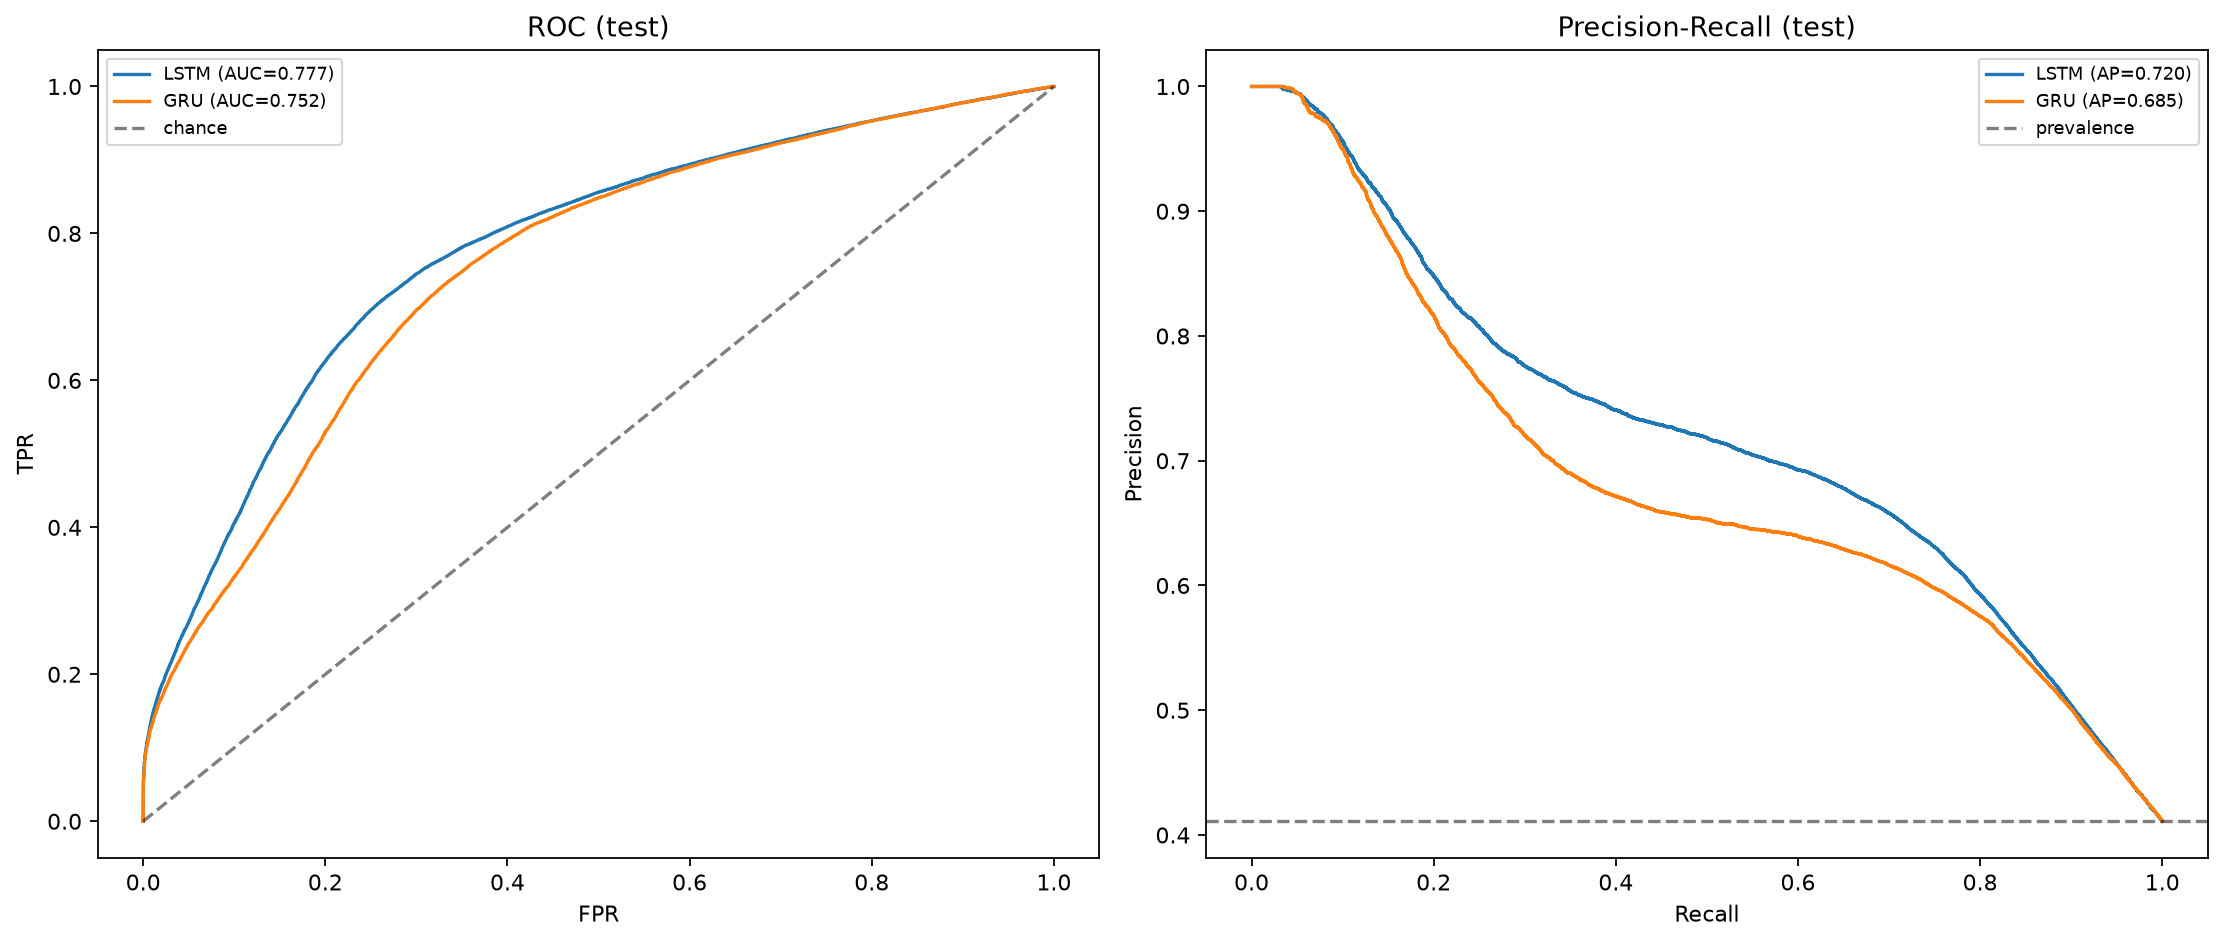 ROC (test)
LSTM (AUC=0.777)
GRU (AUC=0.752)
chance
1.0
0.8
0.6
0.4
0.2
0.0
TPR
0.0 0.2 0.4 0.6 0.8 1.0
FPR
Precision-Recall (test)
LSTM (AP=0.720)
GRU (AP=0.685)
prevalence
1.0
0.9
0.8
0.7
0.6
0.5
0.4
Precision
0.0 0.2 0.4 0.6 0.8 1.0
Recall